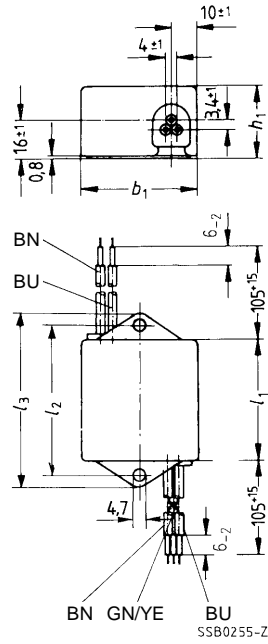 10±1
4±1
3,4±1
h1
16±1
0,8
b1
BN
BU
6-2
105+15
l3
l2
l1
4,7
6-2
105+15
BN GN/YE BU
SSB0255-Z